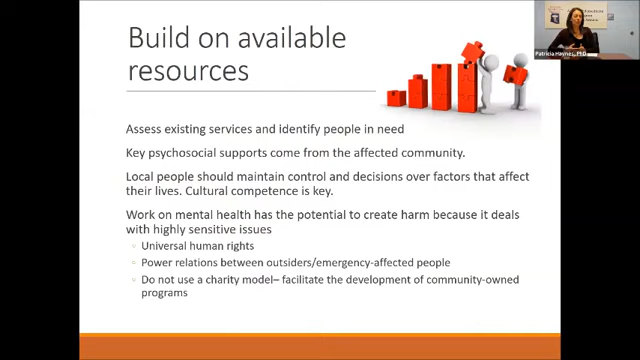 Build on available
resources
Patricia Haynes, PhD
Assess existing services and identify people in need
Key psychosocial supports come from the affected community.
Local people should maintain control and decisions over factors that affect
their lives. Cultural competence is key.
Work on mental health has the potential to create harm because it deals
with highly sensitive issues
Universal human rights
Power relations between outsiders/emergency-affected people
Do not use a charity model– facilitate the development of community-owned
programs